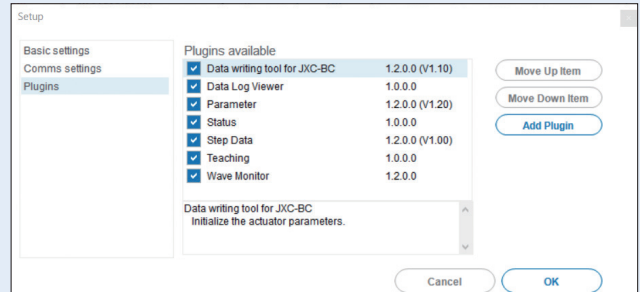 Setup
Basic settings
Comms settings
Plugins
Plugins available
Data writing tool for JXC-BC 1.2.0.0 (V1.10)
Data Log Viewer 1.0.0.0
Parameter 1.2.0.0 (V1.20)
Status 1.0.0.0
Step Data 1.2.0.0 (V1.00)
Teaching 1.0.0.0
Wave Monitor 1.2.0.0
Data writing tool for JXC-BC
Initialize the actuator parameters.
Move Up Item
Move Down Item
Add Plugin
Cancel
OK